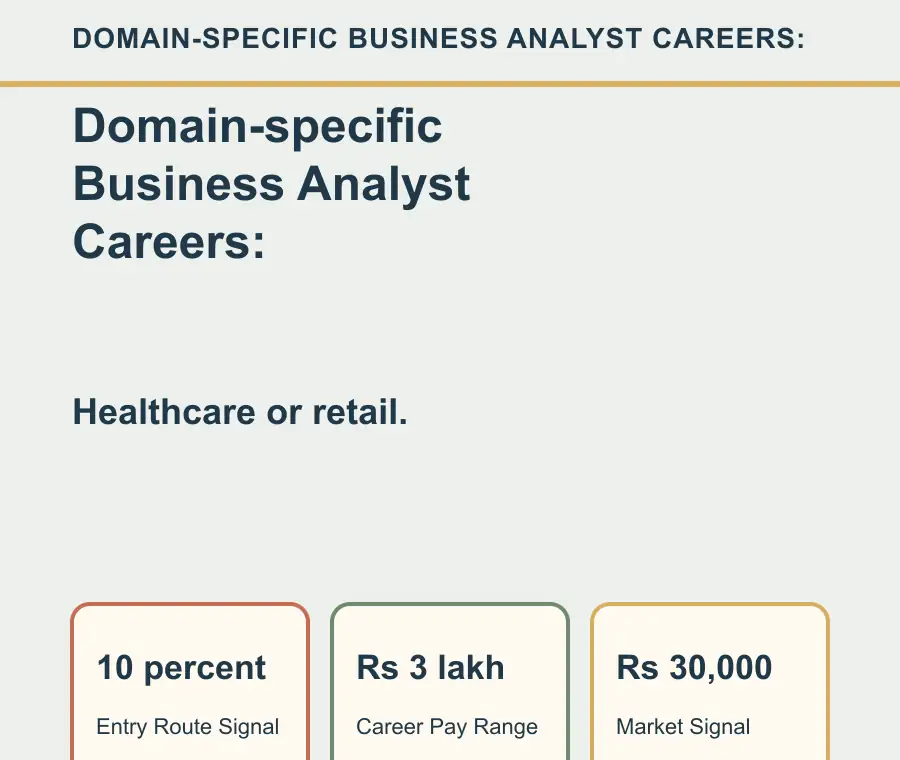 DOMAIN-SPECIFIC BUSINESS ANALYST CAREERS:
Domain-specific
Business Analyst
Careers:
Healthcare or retail.
10 percent
Entry Route Signal
Rs 3 lakh
Career Pay Range
Rs 30,000
Market Signal